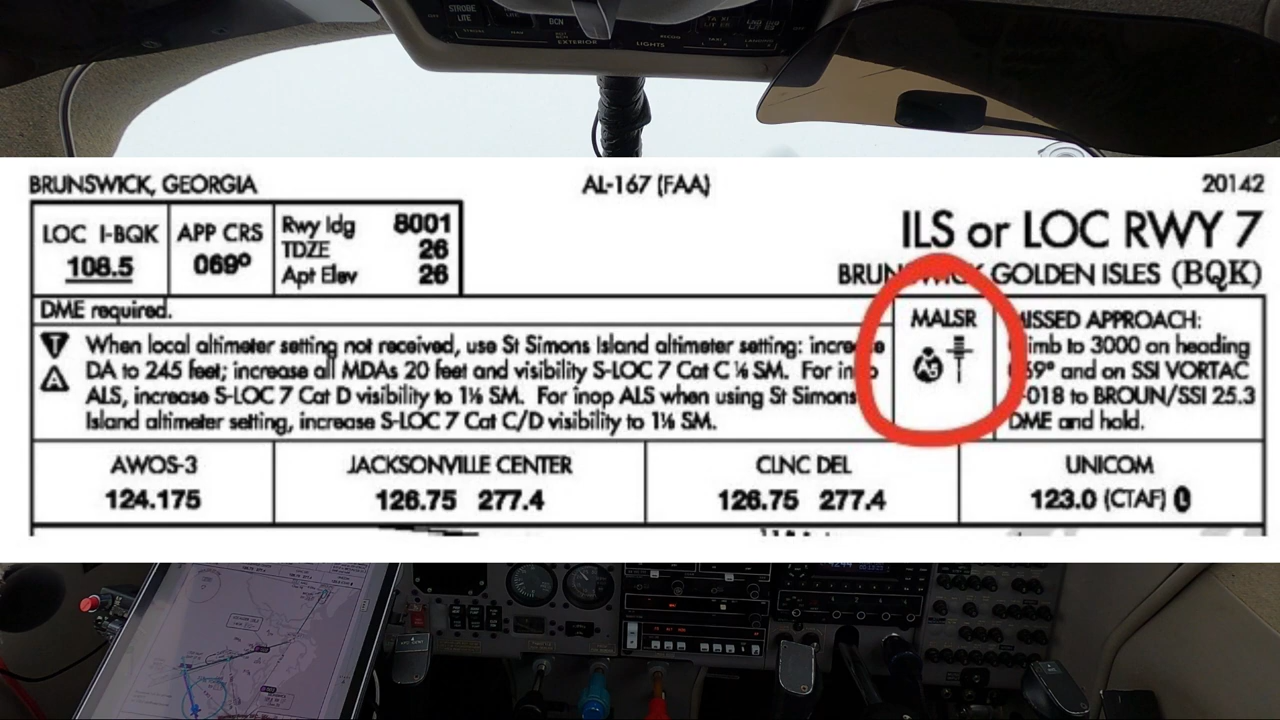 STROBE
LITE
BCN
EXTERIOR LIGHTS
BRUNSWICK, GEORGIA
AL-167 (FAA)
20142
LOC I-BQK
108.5
APP CRS
069°
Rwy ldg 8001
TDZE 26
Apt Elev 26
ILS or LOC RWY 7
BRUNSWICK GOLDEN ISLES (BQK)
DME required.
T
A
When local altimeter setting not received, use St Simons Island altimeter setting: increase
DA to 245 feet; increase all MDAs 20 feet and visibility S-LOC 7 Cat C ⅛ SM. For inop
ALS, increase S-LOC 7 Cat D visibility to 1⅛ SM. For inop ALS when using St Simons
Island altimeter setting, increase S-LOC 7 Cat C/D visibility to 1⅛ SM.
MALSR
A5
MISSED APPROACH:
Climb to 3000 on heading
069° and on SSI VORTAC
R-018 to BROUN/SSI 25.3
DME and hold.
AWOS-3
124.175
JACKSONVILLE CENTER
126.75 277.4
CLNC DEL
126.75 277.4
UNICOM
123.0 (CTAF) L